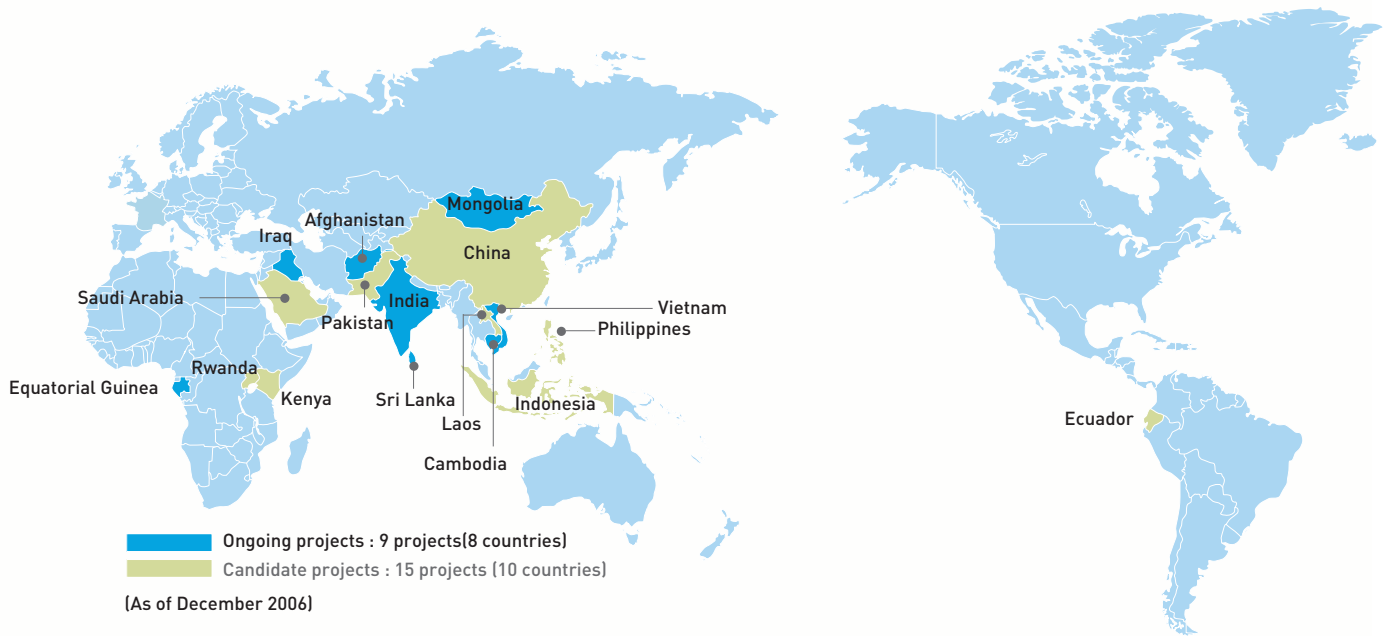 Mongolia
Afghanistan
Iraq
China
Saudi Arabia
India
Vietnam
Pakistan
Philippines
Rwanda
Equatorial Guinea
Kenya
Sri Lanka
Indonesia
Laos
Ecuador
Cambodia
Ongoing projects : 9 projects(8 countries)
Candidate projects : 15 projects (10 countries)
(As of December 2006)